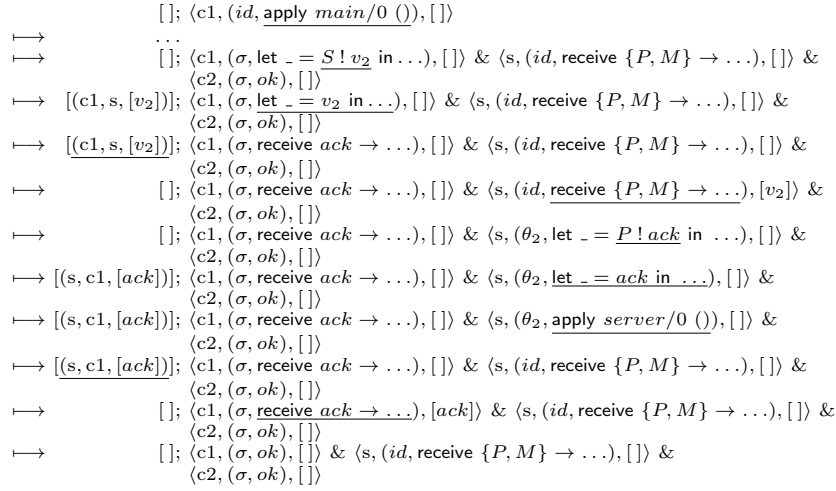 [ ]; ⟨c1, (id, apply main/0 ()), [ ]⟩
⟼ …
⟼ [ ]; ⟨c1, (σ, let _ = S ! v₂ in …), [ ]⟩ & ⟨s, (id, receive {P, M} → …), [ ]⟩ &
⟨c2, (σ, ok), [ ]⟩
⟼ [(c1, s, [v₂])]; ⟨c1, (σ, let _ = v₂ in …), [ ]⟩ & ⟨s, (id, receive {P, M} → …), [ ]⟩ &
⟨c2, (σ, ok), [ ]⟩
⟼ [(c1, s, [v₂])]; ⟨c1, (σ, receive ack → …), [ ]⟩ & ⟨s, (id, receive {P, M} → …), [ ]⟩ &
⟨c2, (σ, ok), [ ]⟩
⟼ [ ]; ⟨c1, (σ, receive ack → …), [ ]⟩ & ⟨s, (id, receive {P, M} → …), [v₂]⟩ &
⟨c2, (σ, ok), [ ]⟩
⟼ [ ]; ⟨c1, (σ, receive ack → …), [ ]⟩ & ⟨s, (θ₂, let _ = P ! ack in …), [ ]⟩ &
⟨c2, (σ, ok), [ ]⟩
⟼ [(s, c1, [ack])]; ⟨c1, (σ, receive ack → …), [ ]⟩ & ⟨s, (θ₂, let _ = ack in …), [ ]⟩ &
⟨c2, (σ, ok), [ ]⟩
⟼ [(s, c1, [ack])]; ⟨c1, (σ, receive ack → …), [ ]⟩ & ⟨s, (θ₂, apply server/0 ()), [ ]⟩ &
⟨c2, (σ, ok), [ ]⟩
⟼ [(s, c1, [ack])]; ⟨c1, (σ, receive ack → …), [ ]⟩ & ⟨s, (id, receive {P, M} → …), [ ]⟩ &
⟨c2, (σ, ok), [ ]⟩
⟼ [ ]; ⟨c1, (σ, receive ack → …), [ack]⟩ & ⟨s, (id, receive {P, M} → …), [ ]⟩ &
⟨c2, (σ, ok), [ ]⟩
⟼ [ ]; ⟨c1, (σ, ok), [ ]⟩ & ⟨s, (id, receive {P, M} → …), [ ]⟩ &
⟨c2, (σ, ok), [ ]⟩